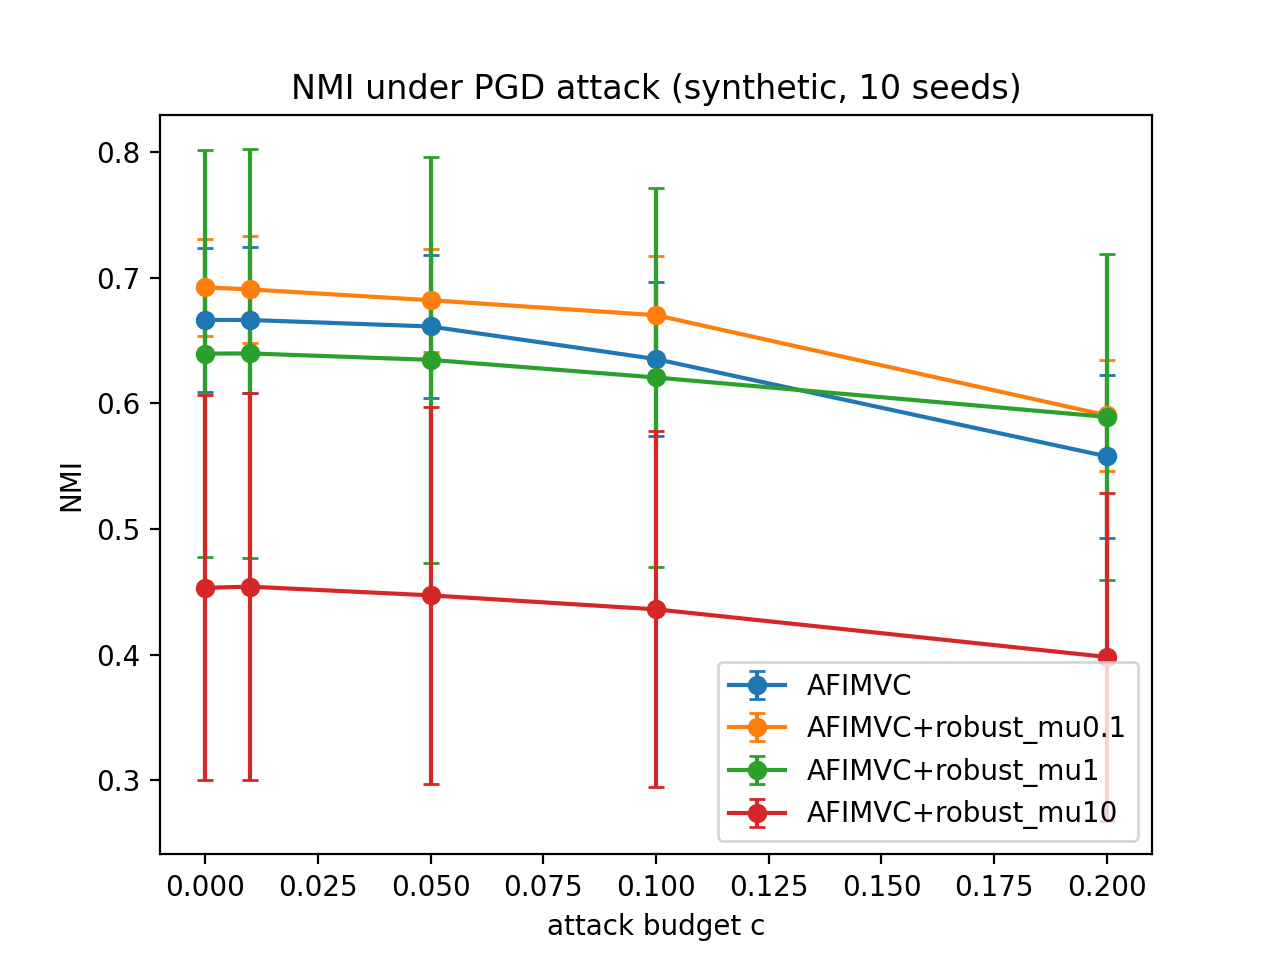 NMI under PGD attack (synthetic, 10 seeds)
0.8
0.7
0.6
0.5
0.4
0.3
NMI
AFIMVC
AFIMVC+robust_mu0.1
AFIMVC+robust_mu1
AFIMVC+robust_mu10
0.000 0.025 0.050 0.075 0.100 0.125 0.150 0.175 0.200
attack budget c